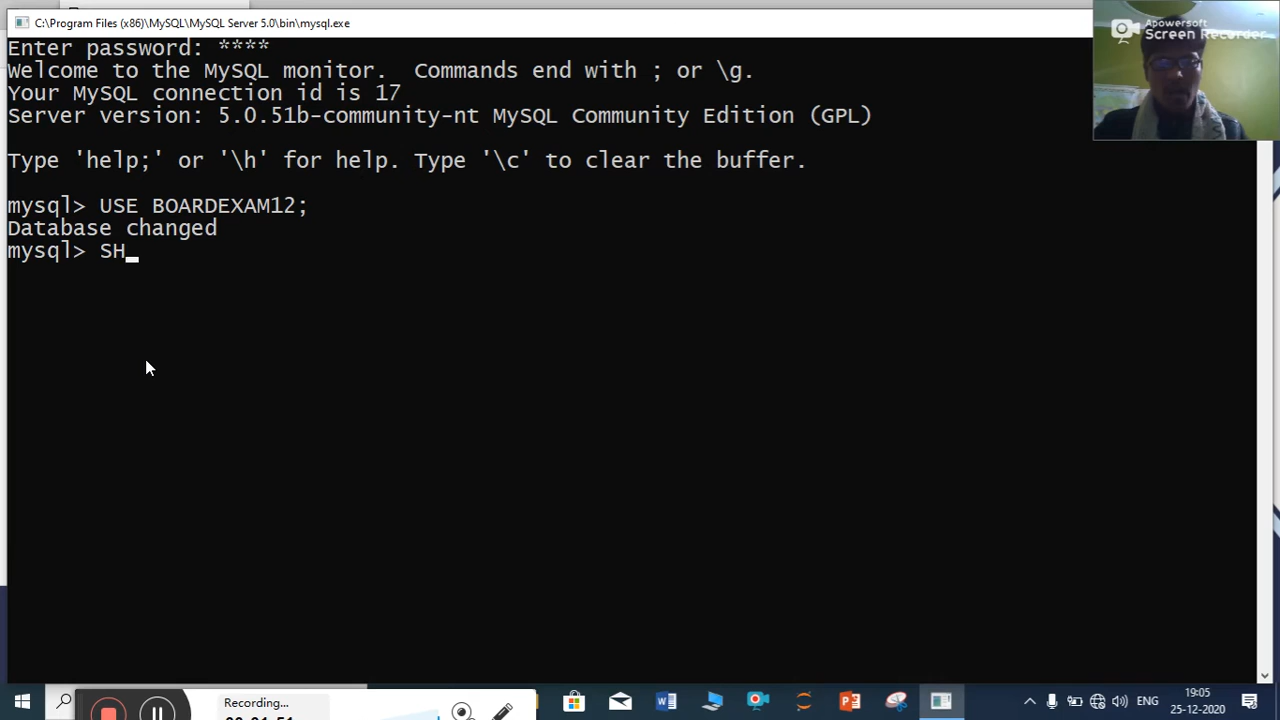 C:\Program Files (x86)\MySQL\MySQL Server 5.0\bin\mysql.exe
Apowersoft
Screen Recorder
Enter password: ****
Welcome to the MySQL monitor.  Commands end with ; or \g.
Your MySQL connection id is 17
Server version: 5.0.51b-community-nt MySQL Community Edition (GPL)
Type 'help;' or '\h' for help. Type '\c' to clear the buffer.
mysql> USE BOARDEXAM12;
Database changed
mysql> SH_
Recording...
ENG
19:05
25-12-2020